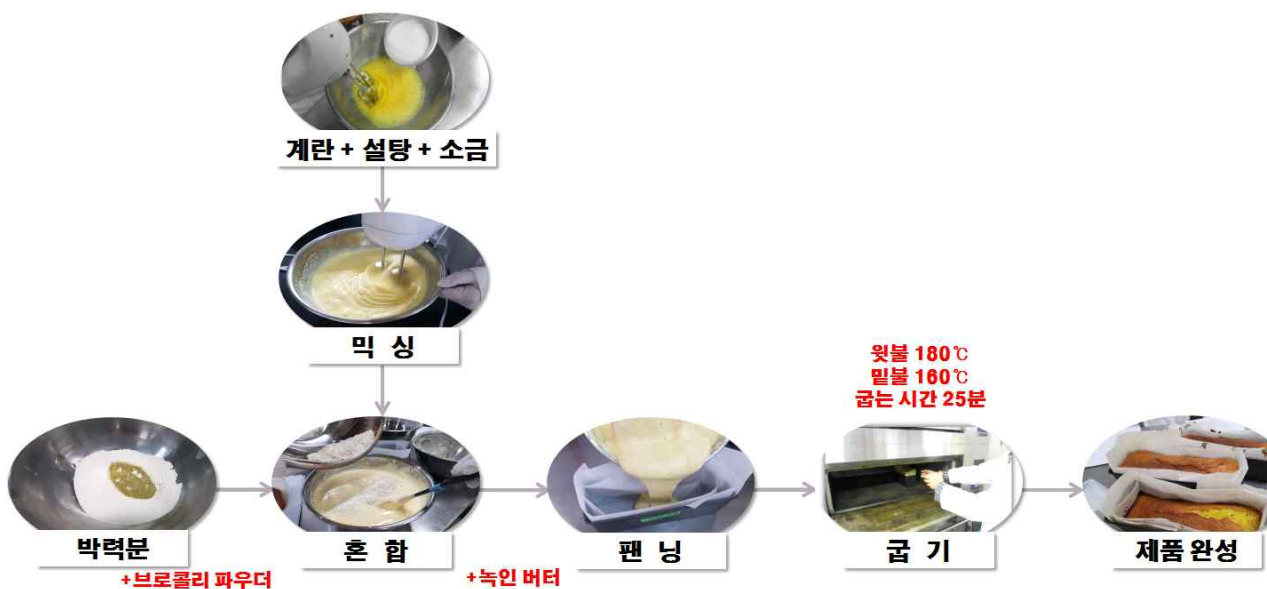 계란 + 설탕 + 소금
믹 싱
윗불 180℃
밑불 160℃
굽는 시간 25분
박력분
+브로콜리 파우더
혼 합
+녹인 버터
팬 닝
굽 기
제품 완성